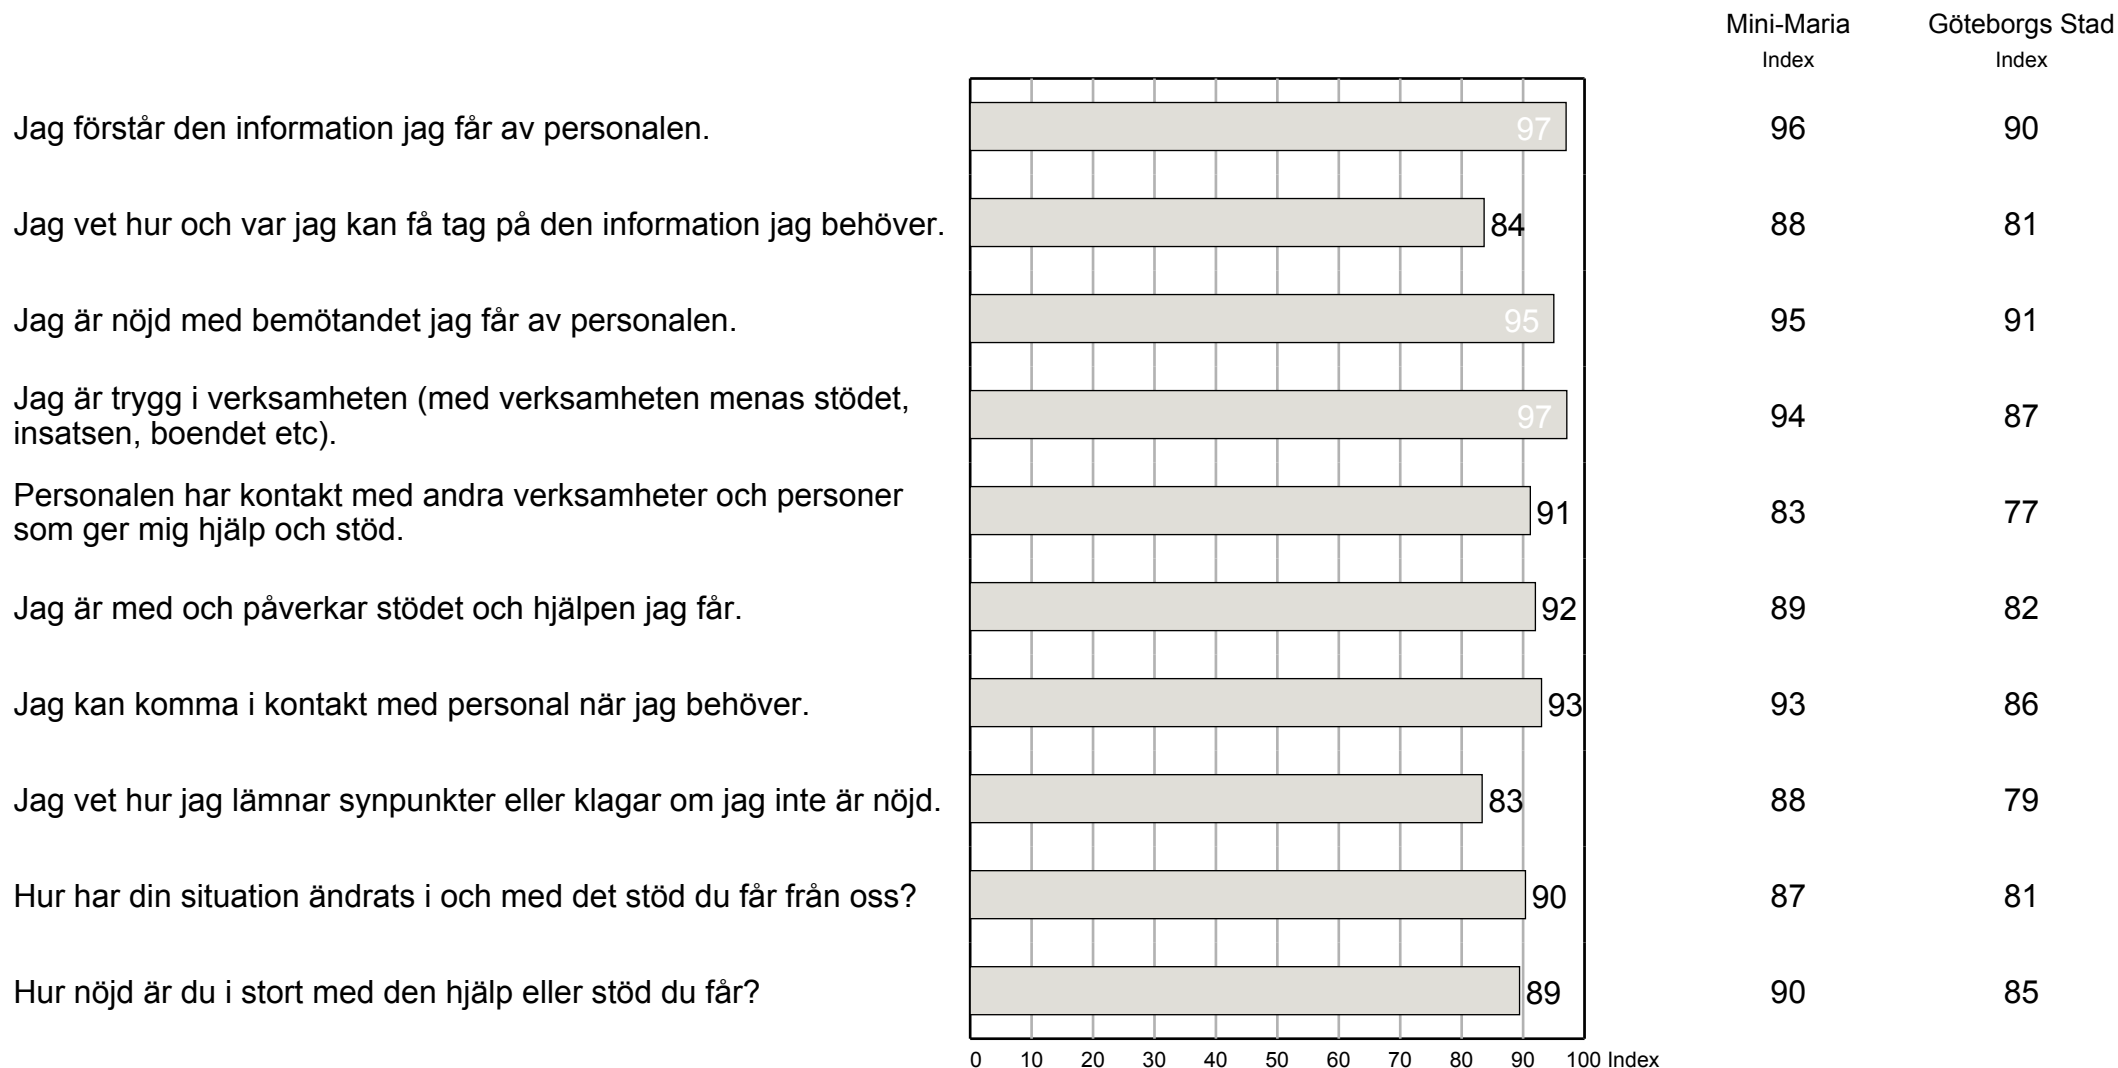 Mini-Maria Göteborgs Stad
Index Index
Jag förstår den information jag får av personalen. 97 96 90
Jag vet hur och var jag kan få tag på den information jag behöver. 84 88 81
Jag är nöjd med bemötandet jag får av personalen. 95 95 91
Jag är trygg i verksamheten (med verksamheten menas stödet,
insatsen, boendet etc). 97 94 87
Personalen har kontakt med andra verksamheter och personer
som ger mig hjälp och stöd. 91 83 77
Jag är med och påverkar stödet och hjälpen jag får. 92 89 82
Jag kan komma i kontakt med personal när jag behöver. 93 93 86
Jag vet hur jag lämnar synpunkter eller klagar om jag inte är nöjd. 83 88 79
Hur har din situation ändrats i och med det stöd du får från oss? 90 87 81
Hur nöjd är du i stort med den hjälp eller stöd du får? 89 90 85
0 10 20 30 40 50 60 70 80 90 100 Index